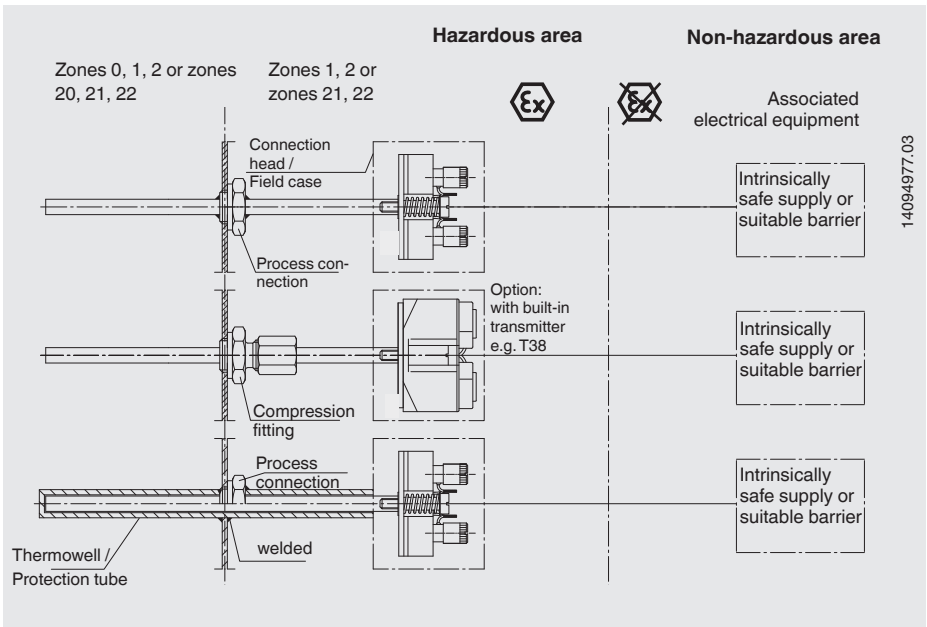 Hazardous area
Non-hazardous area
Zones 0, 1, 2 or zones
20, 21, 22
Zones 1, 2 or
zones 21, 22
Ex
Ex
Associated
electrical equipment
14094977.03
Connection
head /
Field case
Intrinsically
safe supply or
suitable barrier
Process con-
nection
Option:
with built-in
transmitter
e.g. T38
Intrinsically
safe supply or
suitable barrier
Compression
fitting
Process
connection
Intrinsically
safe supply or
suitable barrier
welded
Thermowell /
Protection tube